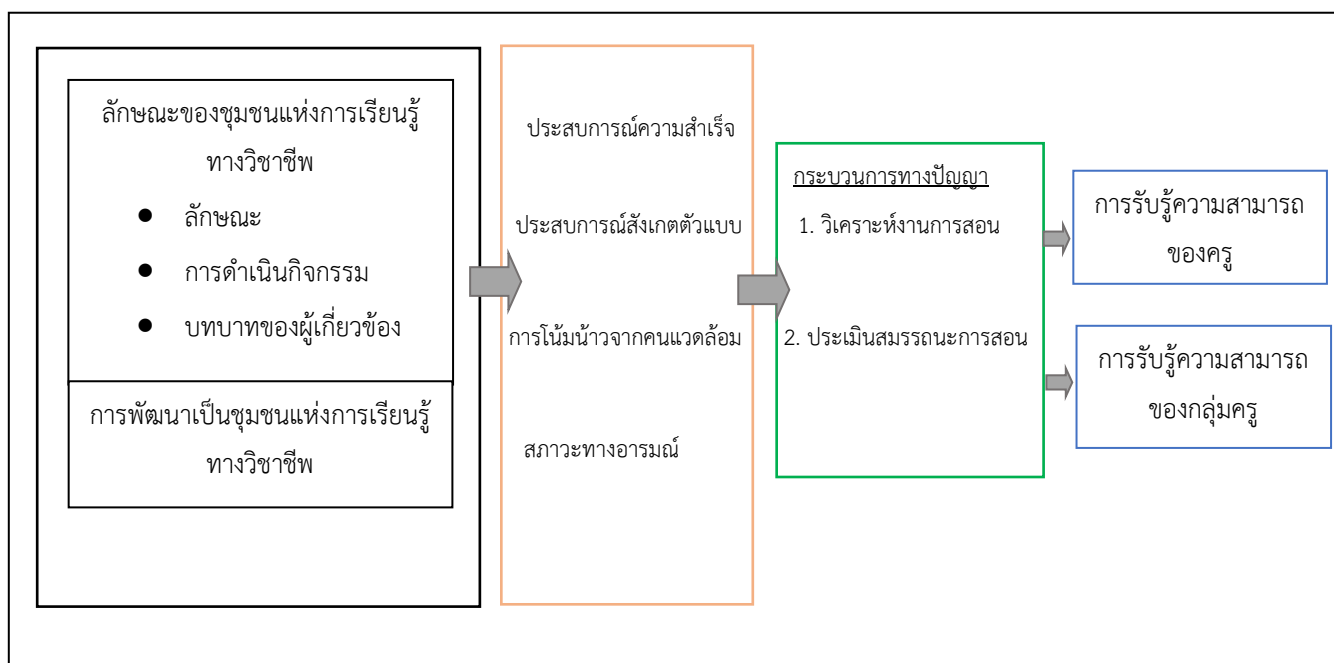 ลักษณะของชุมชนแห่งการเรียนรู้
ทางวิชาชีพ
● ลักษณะ
● การดำเนินกิจกรรม
● บทบาทของผู้เกี่ยวข้อง
การพัฒนาเป็นชุมชนแห่งการเรียนรู้
ทางวิชาชีพ
ประสบการณ์ความสำเร็จ
ประสบการณ์สังเกตตัวแบบ
การโน้มน้าวจากคนแวดล้อม
สภาวะทางอารมณ์
กระบวนการทางปัญญา
1. วิเคราะห์งานการสอน
2. ประเมินสมรรถนะการสอน
การรับรู้ความสามารถ
ของครู
การรับรู้ความสามารถ
ของกลุ่มครู